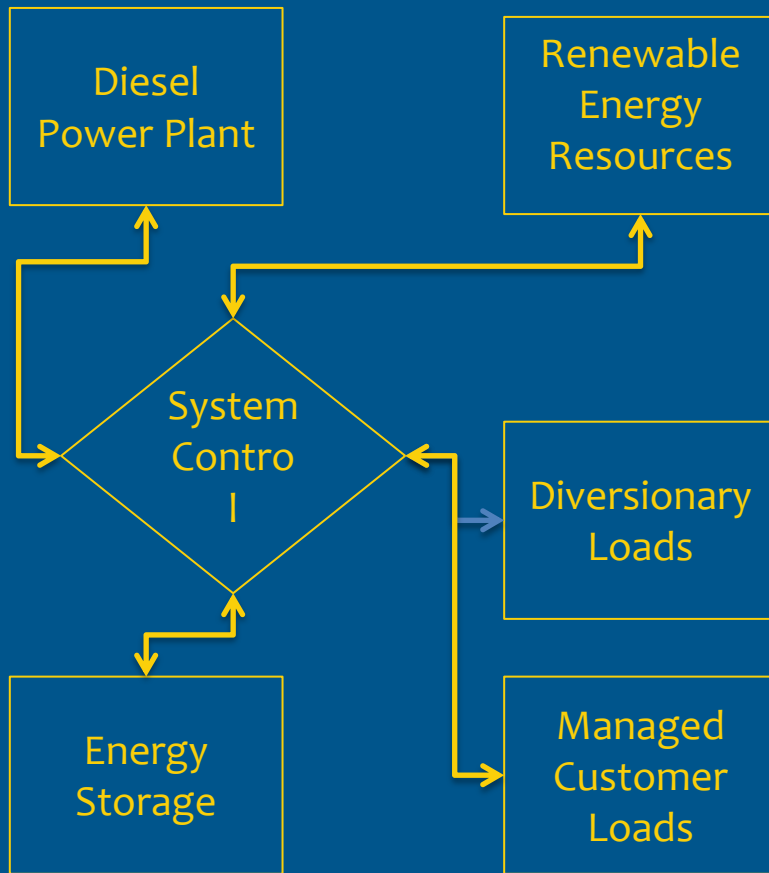 Diesel
Power Plant
Renewable
Energy
Resources
System
Contro
l
Diversionary
Loads
Energy
Storage
Managed
Customer
Loads